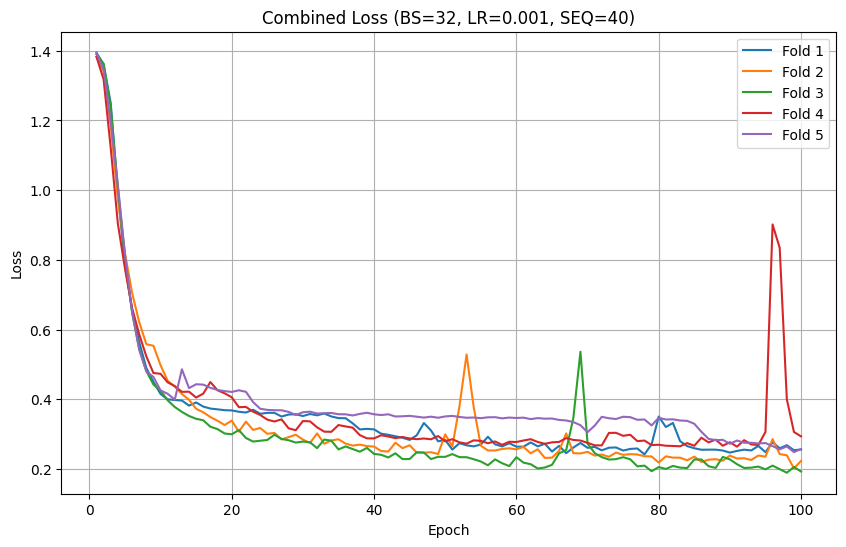 Combined Loss (BS=32, LR=0.001, SEQ=40)
Fold 1
Fold 2
Fold 3
Fold 4
Fold 5
Loss
1.4
1.2
1.0
0.8
0.6
0.4
0.2
0 20 40 60 80 100
Epoch